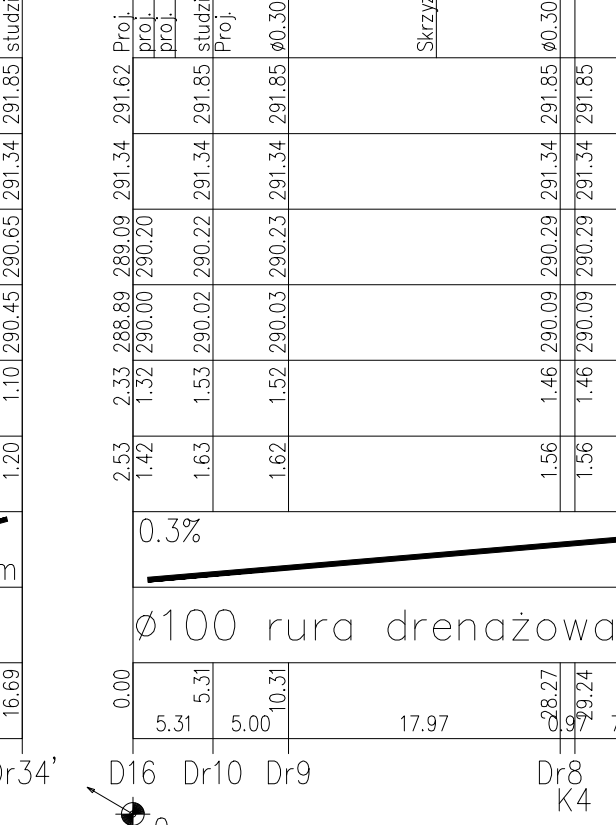 studzi Proj. proj. proj. studzi Proj. ø0.30 Skrzyż ø0.30
291.85 291.62 291.85 291.85 291.85 291.85
291.34 291.34 291.34 291.34 291.34 291.34
290.65 289.09 290.20 290.22 290.23 290.29 290.29
290.45 288.89 290.00 290.02 290.03 290.09 290.09
1.10 2.33 1.32 1.53 1.52 1.46 1.46
1.20 2.53 1.42 1.63 1.62 1.56 1.56
0.3%
m
Ø100 rura drenażowa
16.69 0.00 5.31 10.31 28.27 29.24
5.31 5.00 17.97 0.97 7
Dr34' D16 Dr10 Dr9 Dr8
K4